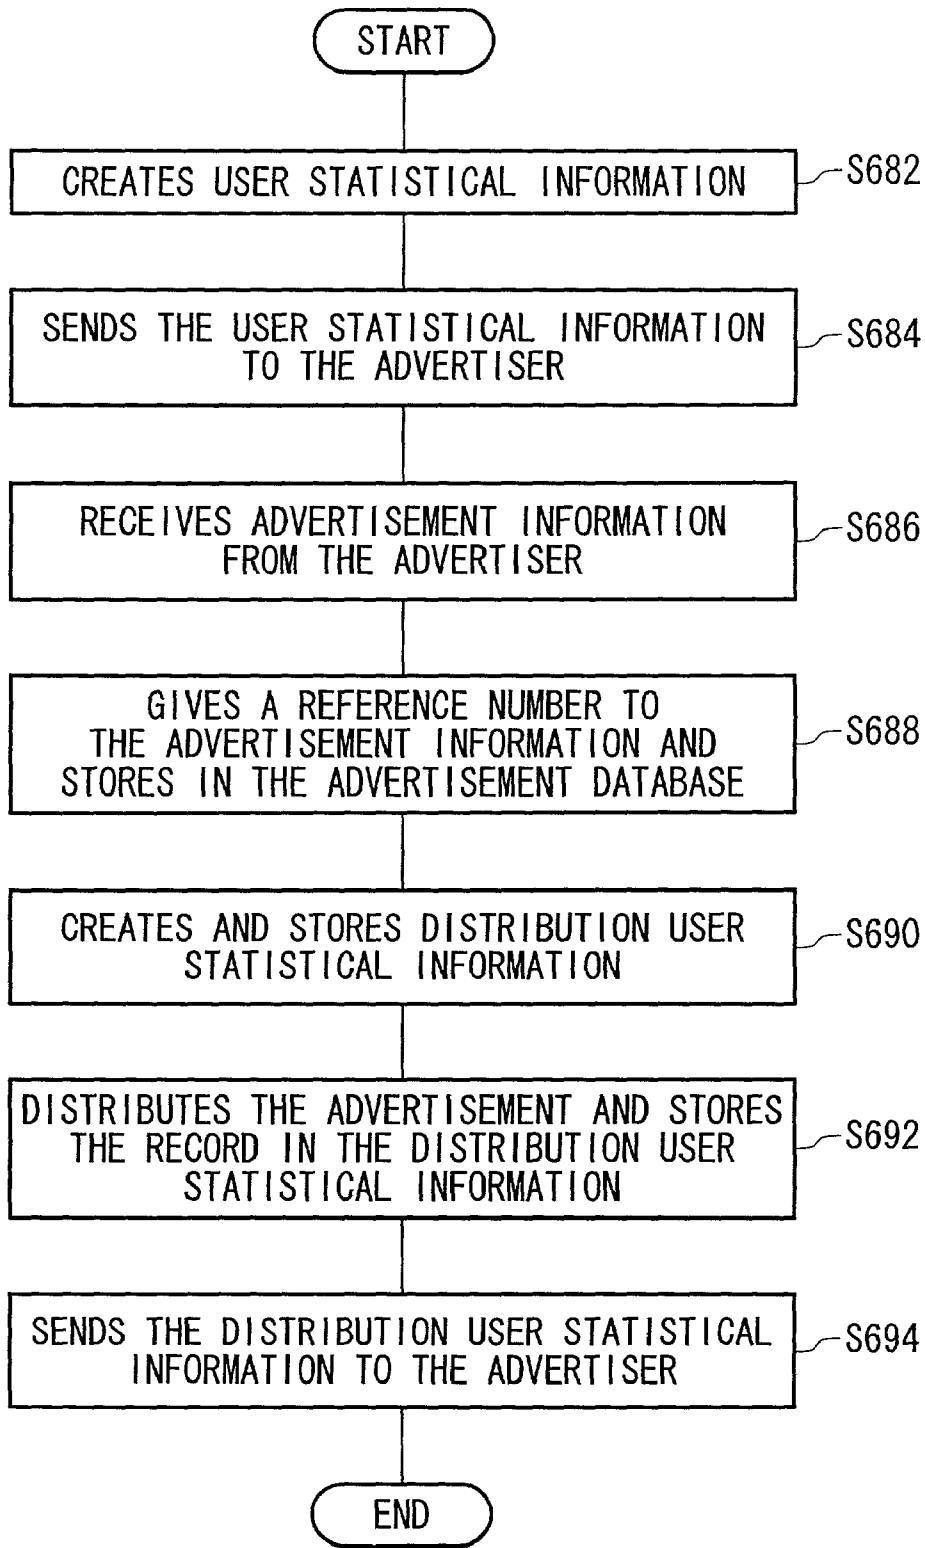 START
CREATES USER STATISTICAL INFORMATION
S682
SENDS THE USER STATISTICAL INFORMATION
TO THE ADVERTISER
S684
RECEIVES ADVERTISEMENT INFORMATION
FROM THE ADVERTISER
S686
GIVES A REFERENCE NUMBER TO
THE ADVERTISEMENT INFORMATION AND
STORES IN THE ADVERTISEMENT DATABASE
S688
CREATES AND STORES DISTRIBUTION USER
STATISTICAL INFORMATION
S690
DISTRIBUTES THE ADVERTISEMENT AND STORES
THE RECORD IN THE DISTRIBUTION USER
STATISTICAL INFORMATION
S692
SENDS THE DISTRIBUTION USER STATISTICAL
INFORMATION TO THE ADVERTISER
S694
END